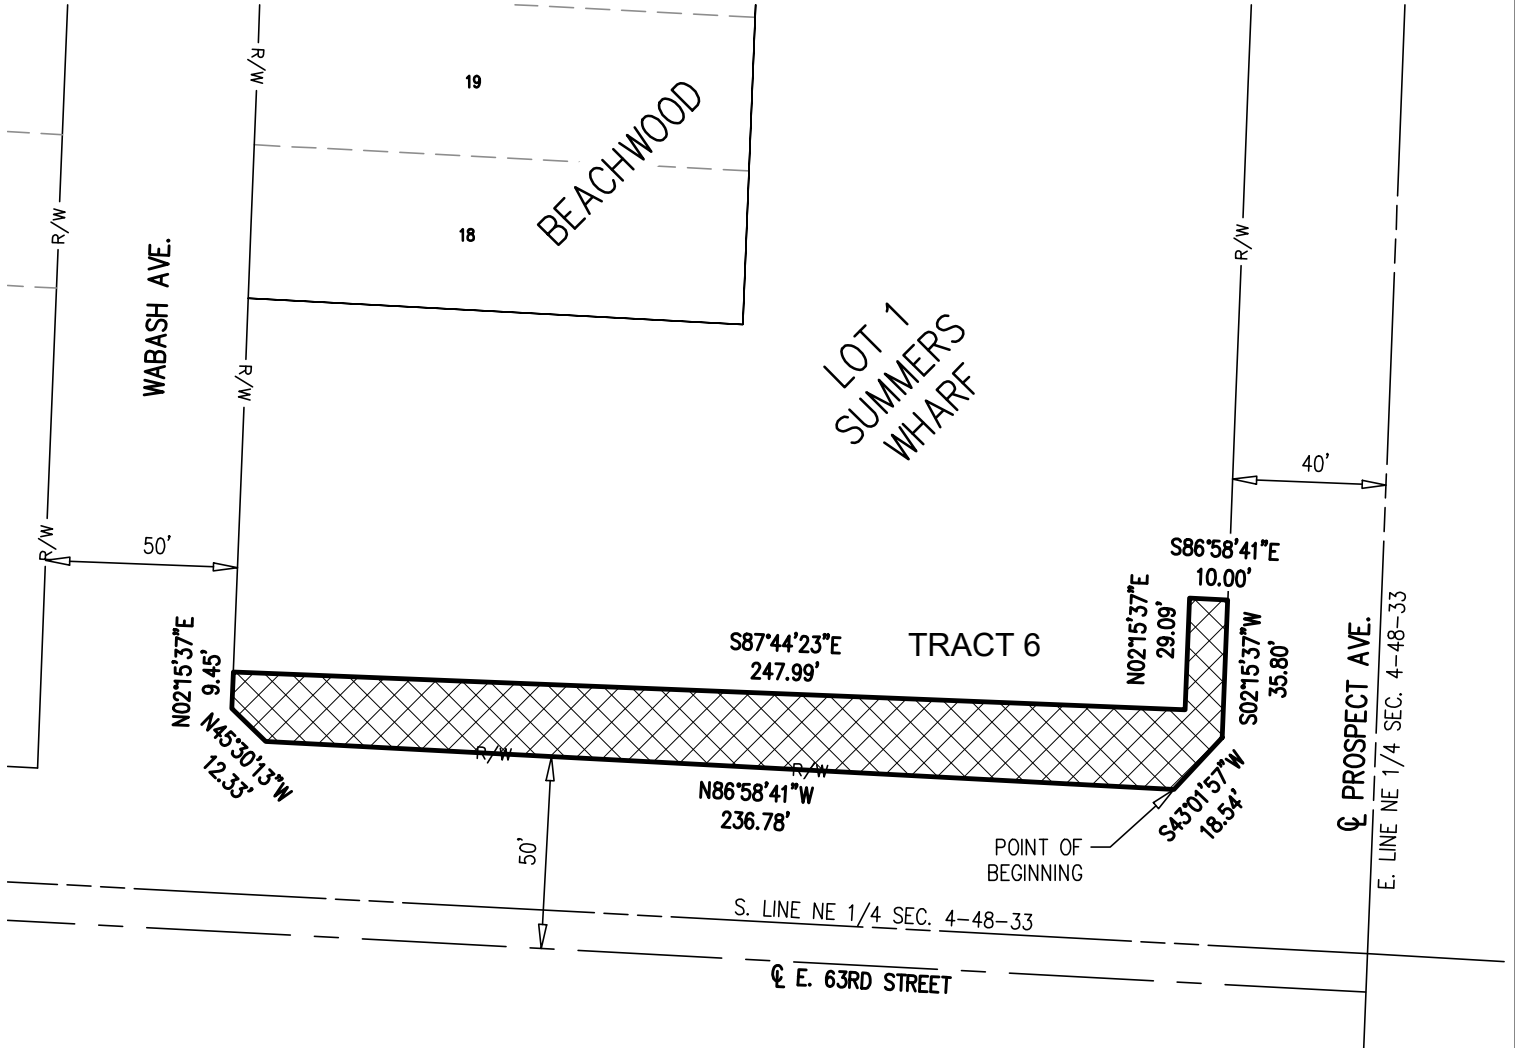 R/W
19
BEACHWOOD
18
R/W
R/W
WABASH AVE.
LOT 1
SUMMERS
WHARF
R/W
40'
R/W
50'
S86°58'41"E
10.00'
N02°15'37"E
29.09'
N02°15'37"E
9.45'
S87°44'23"E
247.99'
TRACT 6
S02°15'37"W
35.80'
℄ PROSPECT AVE.
E. LINE NE 1/4 SEC. 4-48-33
N45°30'13"W
12.33'
R/W
R/W
N86°58'41"W
236.78'
S43°01'57"W
18.54'
50'
POINT OF
BEGINNING
S. LINE NE 1/4 SEC. 4-48-33
℄ E. 63RD STREET